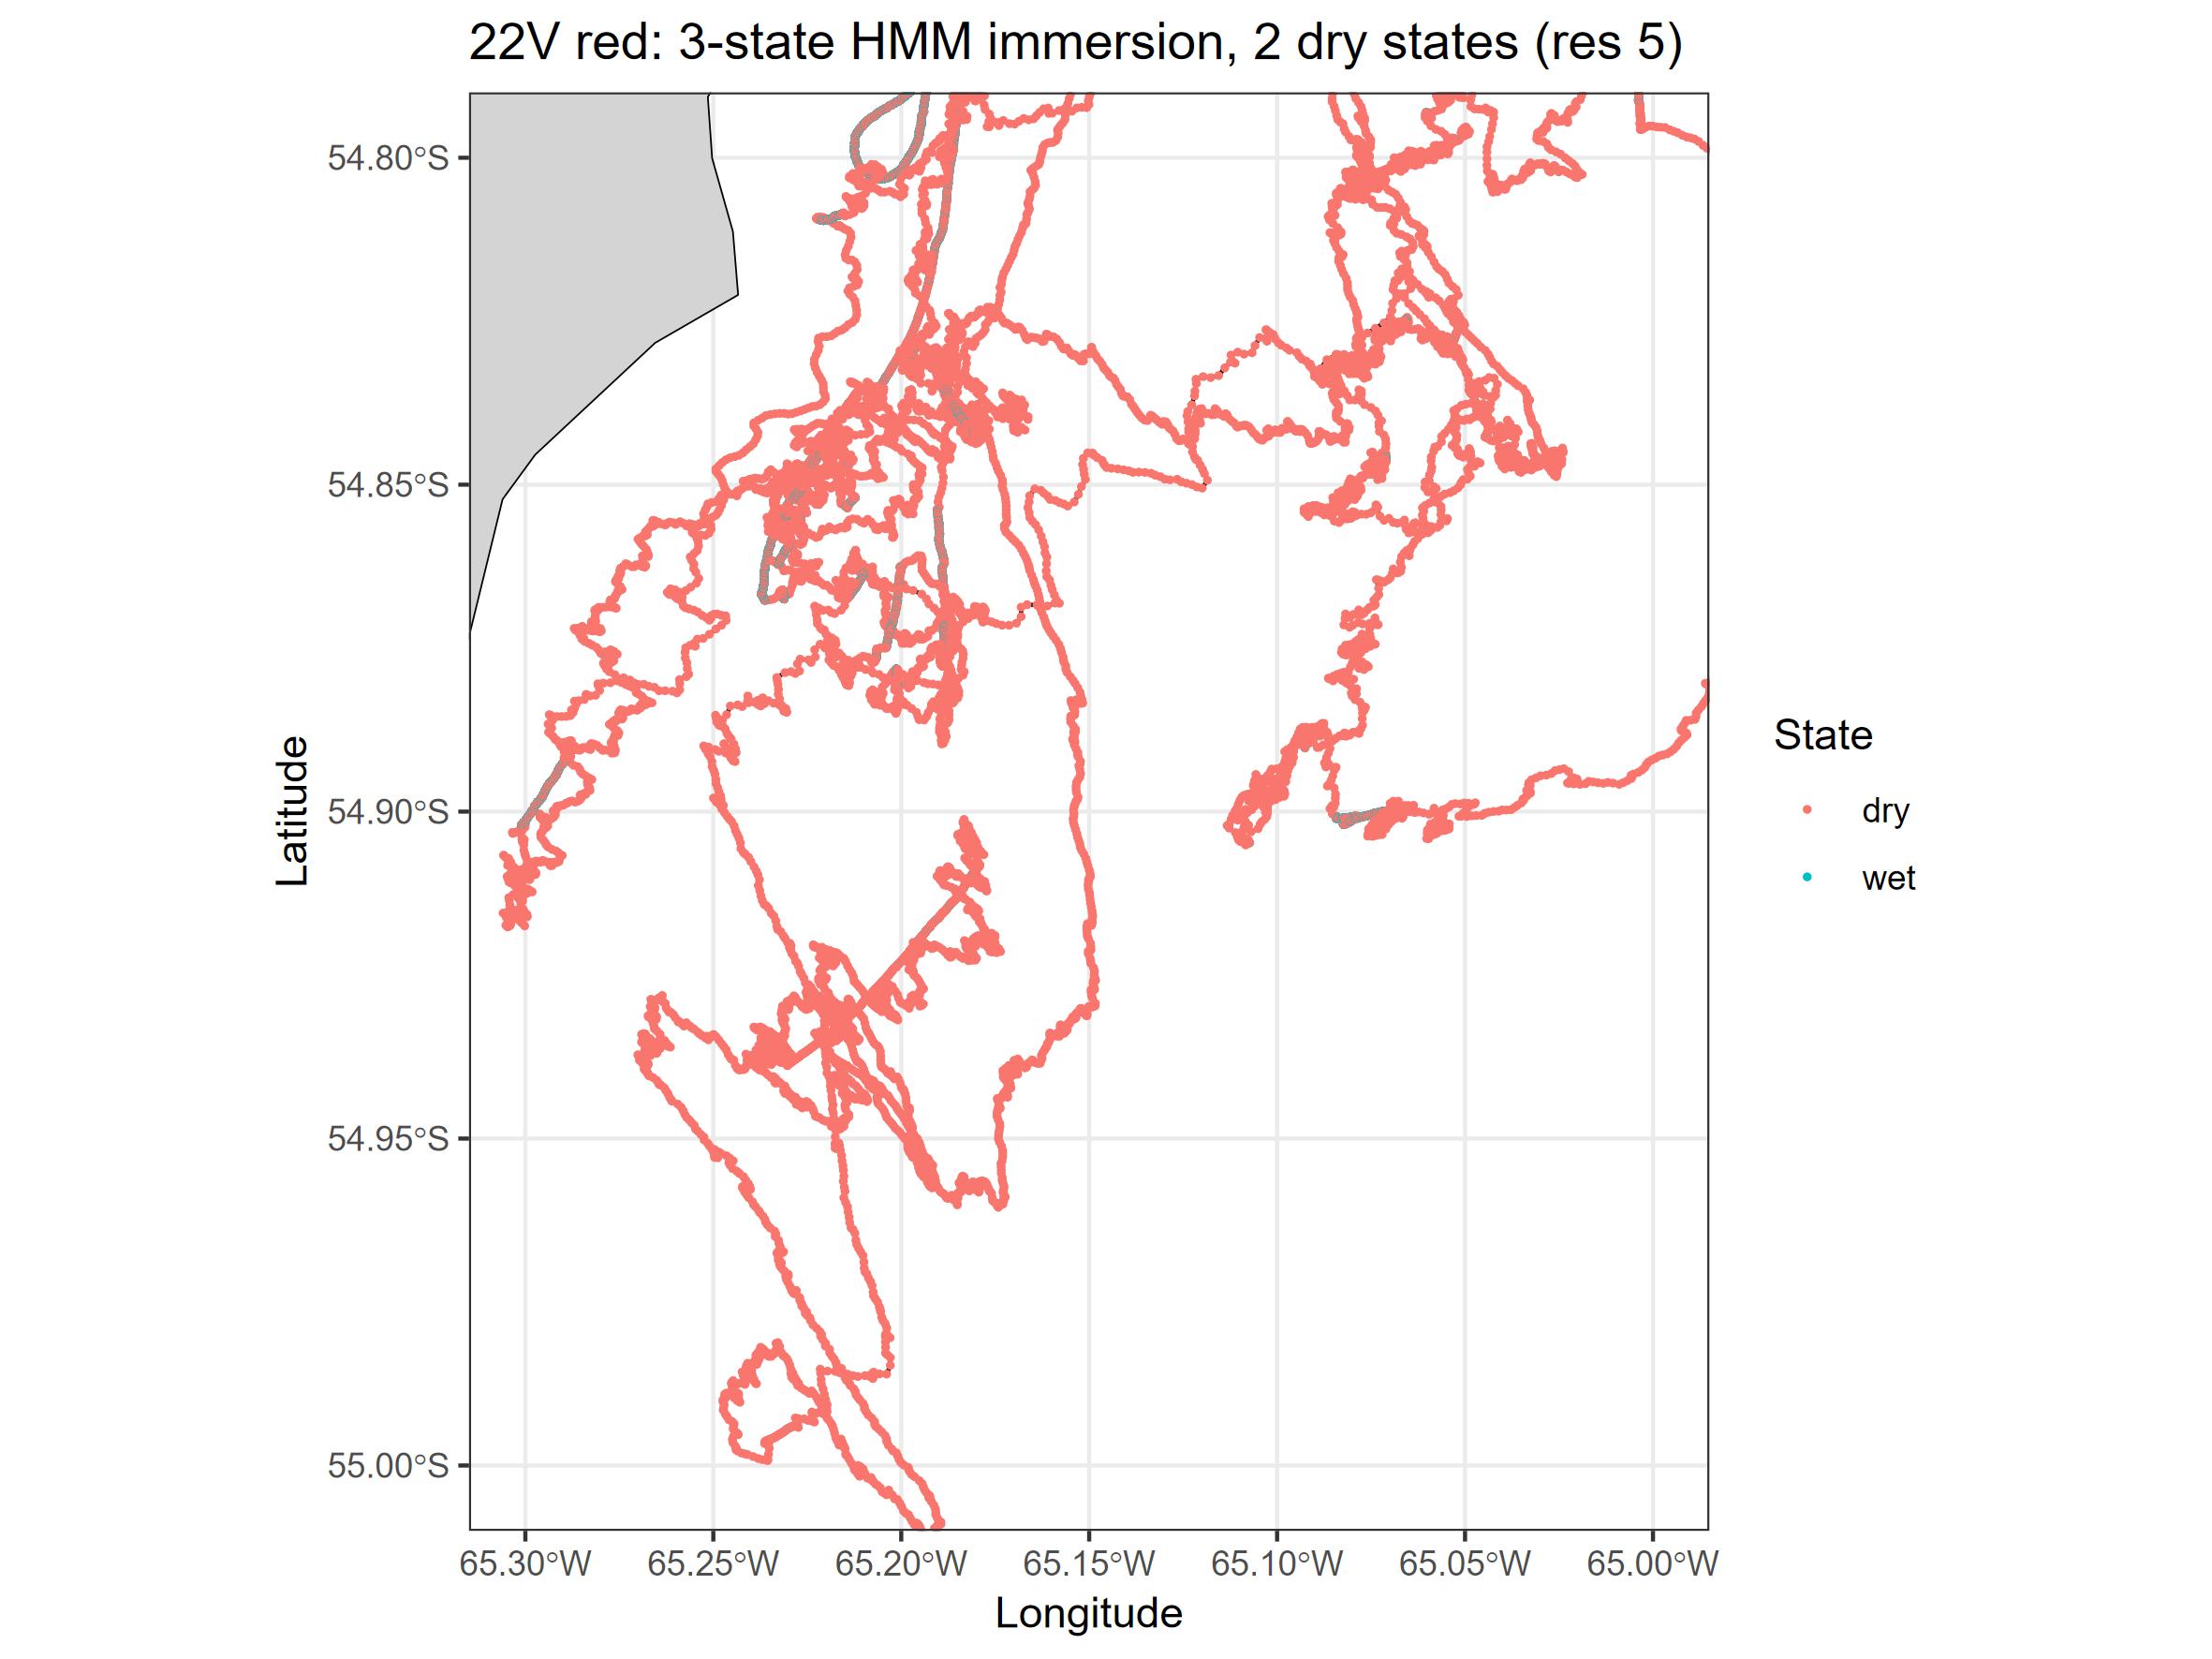 22V red: 3-state HMM immersion, 2 dry states (res 5)
54.80°S
54.85°S
54.90°S
54.95°S
55.00°S
Latitude
65.30°W
65.25°W
65.20°W
65.15°W
65.10°W
65.05°W
65.00°W
Longitude
State
dry
wet